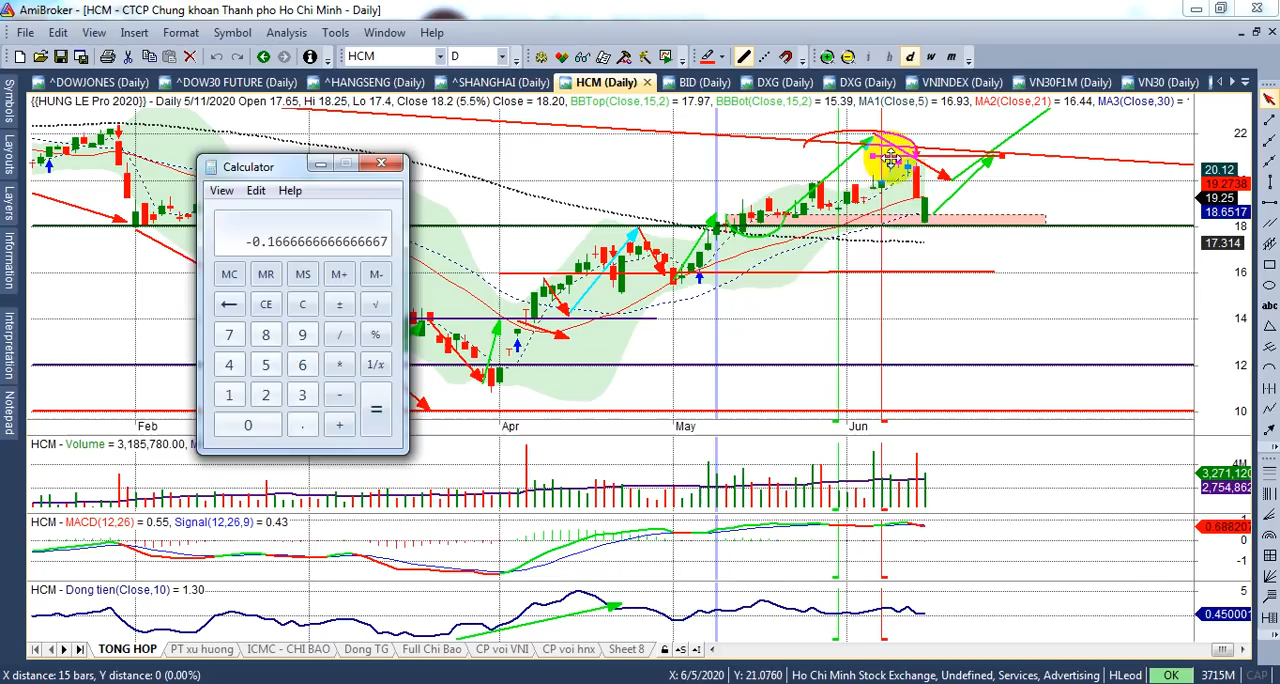 AmiBroker - [HCM - CTCP Chung khoan Thanh pho Ho Chi Minh - Daily]
File Edit View Insert Format Symbol Analysis Tools Window Help
HCM D i h d w m
^DOWJONES (Daily) ^DOW30 FUTURE (Daily) ^HANGSENG (Daily) ^SHANGHAI (Daily) HCM (Daily) BID (Daily) DXG (Daily) DXG (Daily) VNINDEX (Daily) VN30F1M (Daily) VN30 (Daily)
{{HUNG LE Pro 2020}} - Daily 5/11/2020 Open 17.65, Hi 18.25, Lo 17.4, Close 18.2 (5.5%) Close = 18.20, BBTop(Close,15,2) = 17.97, BBBot(Close,15,2) = 15.39, MA1(Close,5) = 16.93, MA2(Close,21) = 16.44, MA3(Close,30) =
Symbols
Layouts
Layers
Information
Interpretation
Notepad
22
20.12
19.2738
19.25
18.6517
18
17.314
16
14
12
10
Calculator
View Edit Help
-0.1666666666666667
MC MR MS M+ M-
← CE C ± √
7 8 9 / %
4 5 6 * 1/x
1 2 3 - =
0 . +
abc
Feb Apr May Jun
HCM - Volume = 3,185,780.00,
4M
3,271,120
2,754,862
HCM - MACD(12,26) = 0.55, Signal(12,26,9) = 0.43
0.688207
0
-1
HCM - Dong tien(Close,10) = 1.30
5
0.450001
TONG HOP PT xu huong ICMC - CHI BAO Dong TG Full Chi Bao CP voi VNI CP voi hnx Sheet 8
X distance: 15 bars, Y distance: 0 (0.00%) X: 6/5/2020 Y: 21.0760 Ho Chi Minh Stock Exchange, Undefined, Services, Advertising HLeod OK 3715M CAP